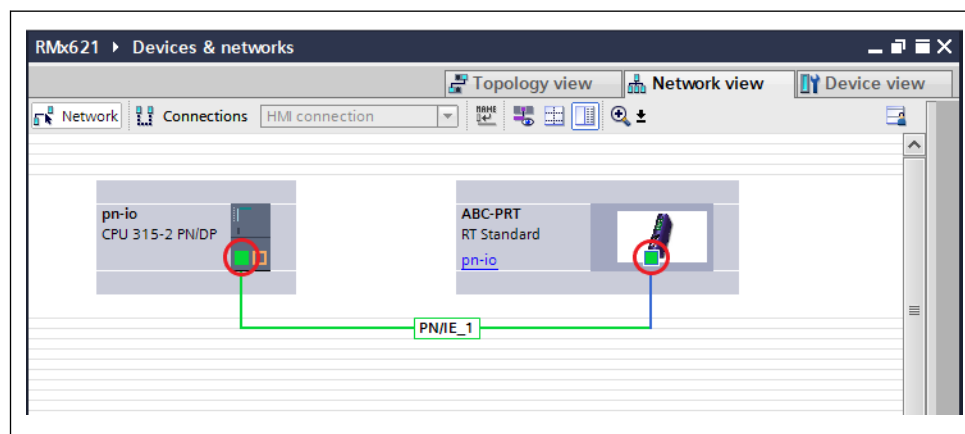 RMx621 ▸ Devices & networks
Topology view Network view Device view
Network Connections HMI connection
pn-io
CPU 315-2 PN/DP
ABC-PRT
RT Standard
pn-io
PN/IE_1